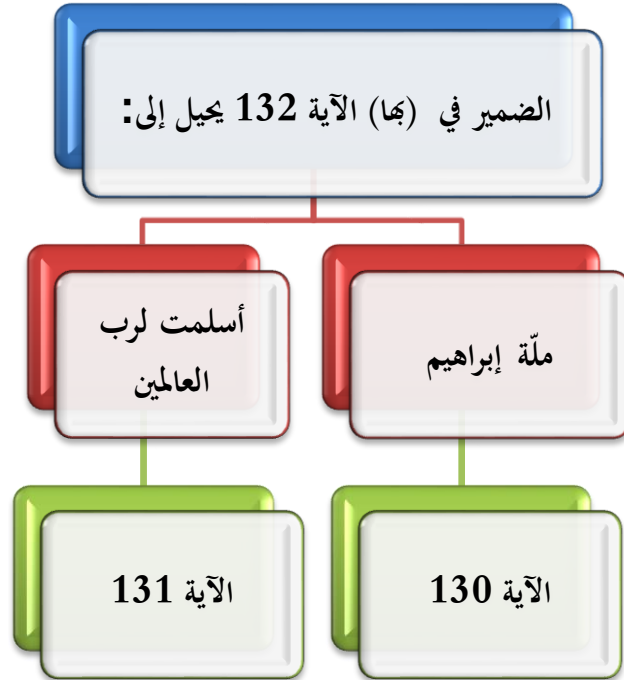 الضمير في (بها) الآية 132 يحيل إلى:
ملّة إبراهيم
أسلمت لرب
العالمين
الآية 130
الآية 131